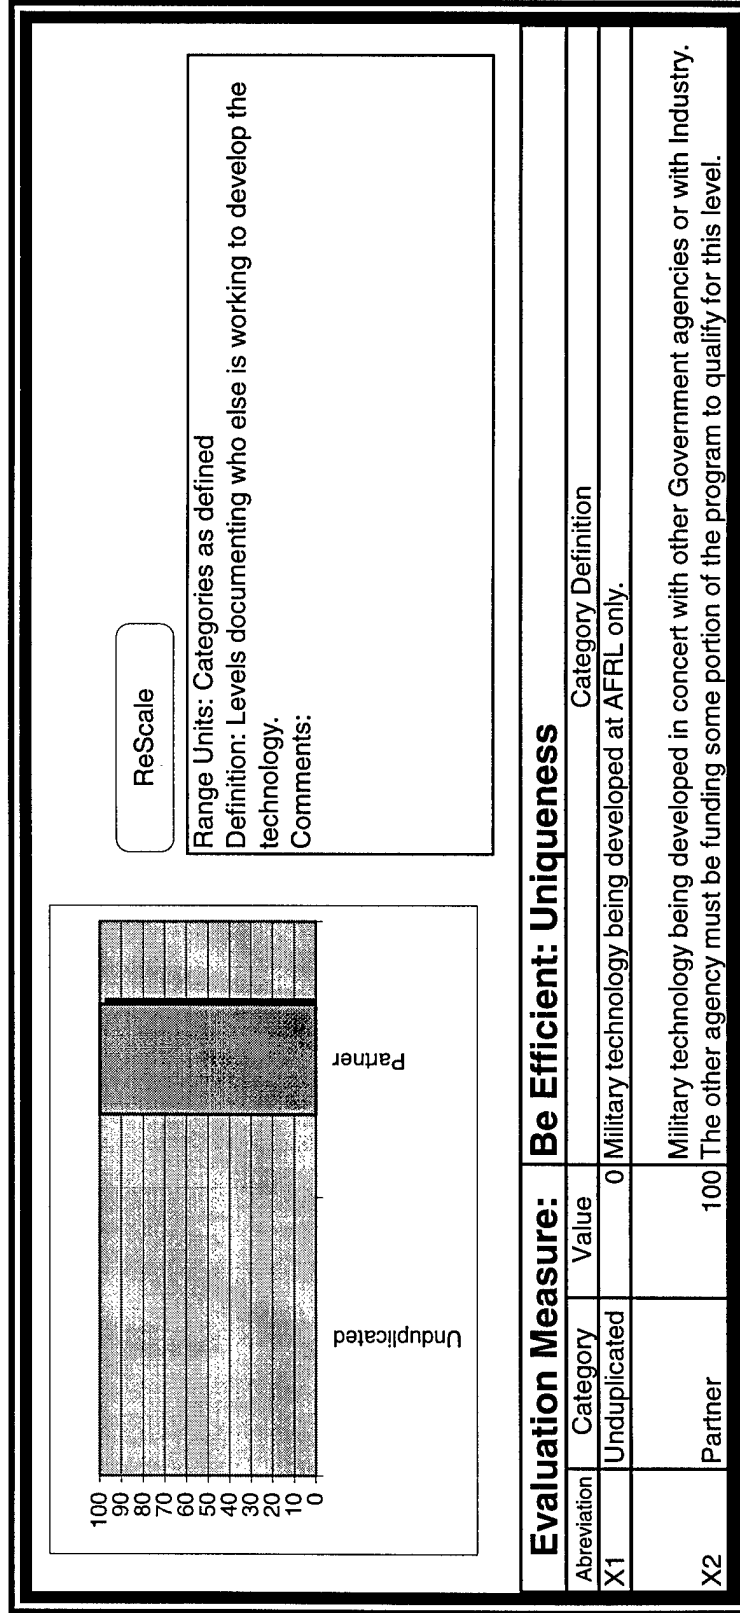 100
90
80
70
60
50
40
30
20
10
0
Unduplicated
Partner
ReScale
Range Units: Categories as defined
Definition: Levels documenting who else is working to develop the
technology.
Comments:
Evaluation Measure: Be Efficient: Uniqueness
Abreviation Category Value Category Definition
X1 Unduplicated 0 Military technology being developed at AFRL only.
Military technology being developed in concert with other Government agencies or with Industry.
X2 Partner 100 The other agency must be funding some portion of the program to qualify for this level.